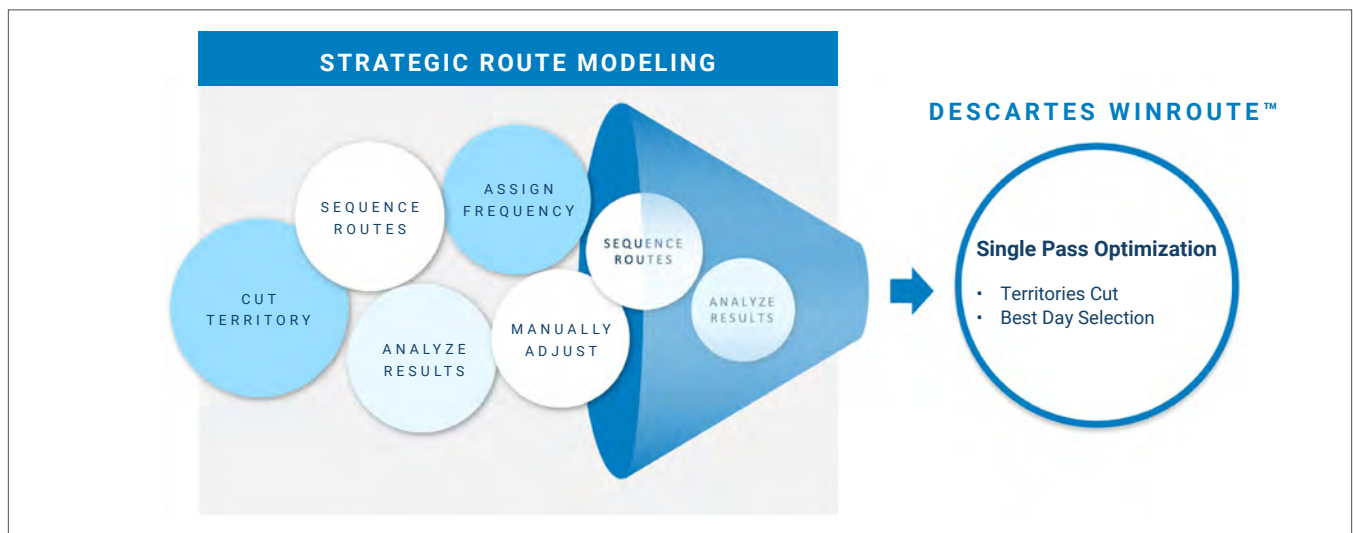 STRATEGIC ROUTE MODELING
DESCARTES WINROUTE™
CUT
TERRITORY
SEQUENCE
ROUTES
ANALYZE
RESULTS
ASSIGN
FREQUENCY
MANUALLY
ADJUST
SEQUENCE
ROUTES
ANALYZE
RESULTS
Single Pass Optimization
• Territories Cut
• Best Day Selection